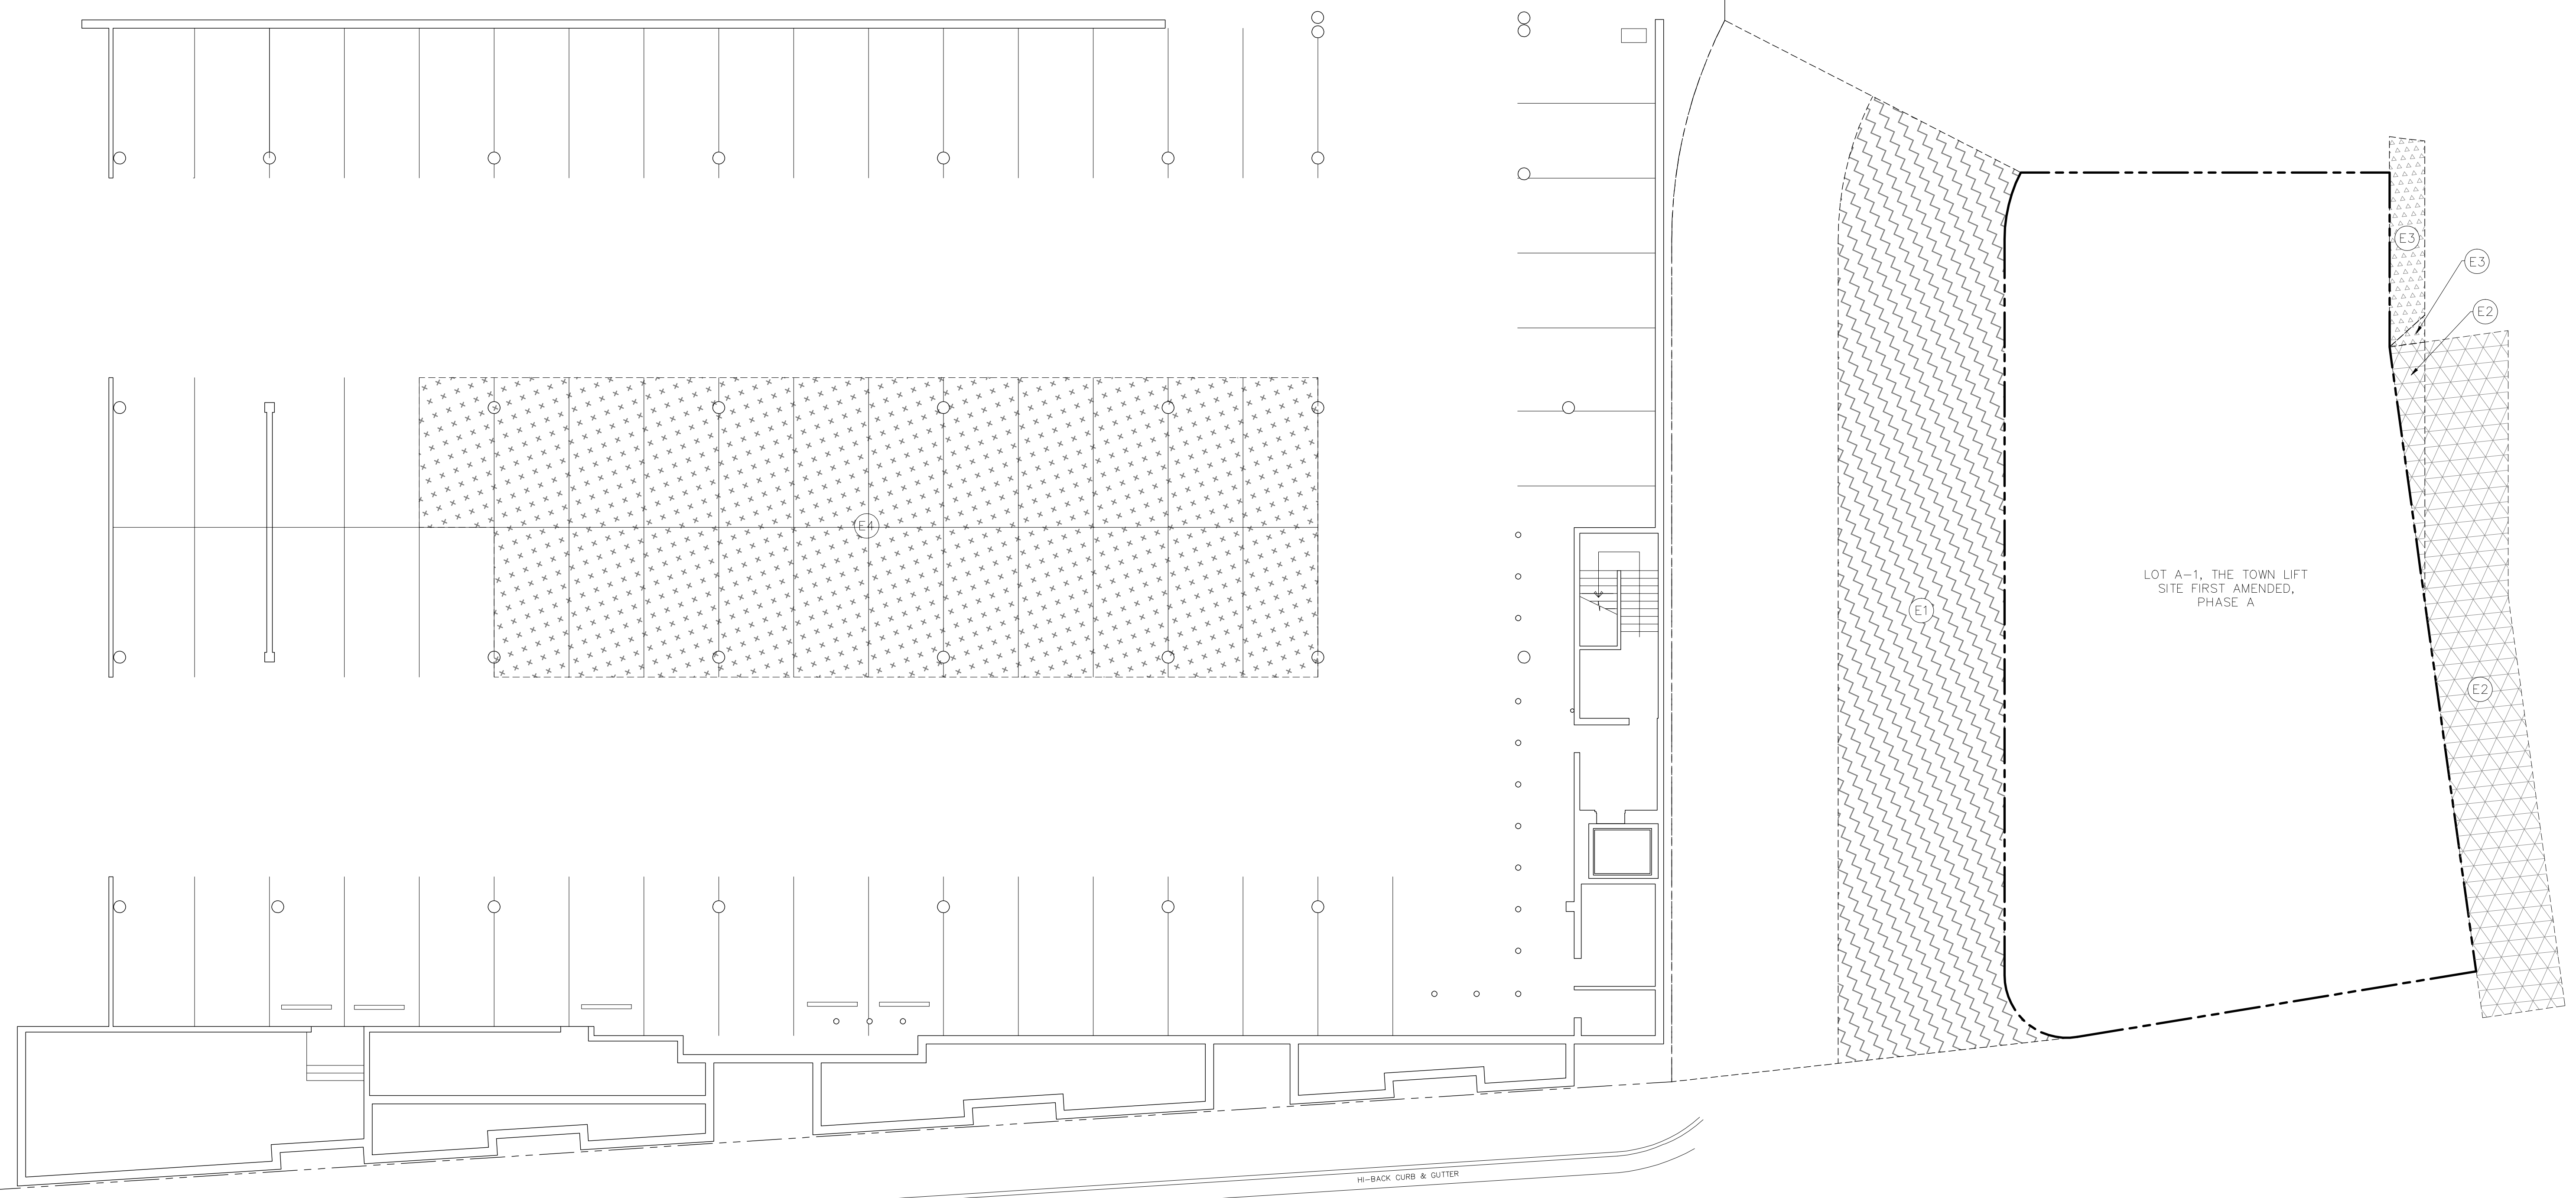 E3
E3
E2
E4
LOT A-1, THE TOWN LIFT
SITE FIRST AMENDED,
PHASE A
E1
E2
HI-BACK CURB & GUTTER